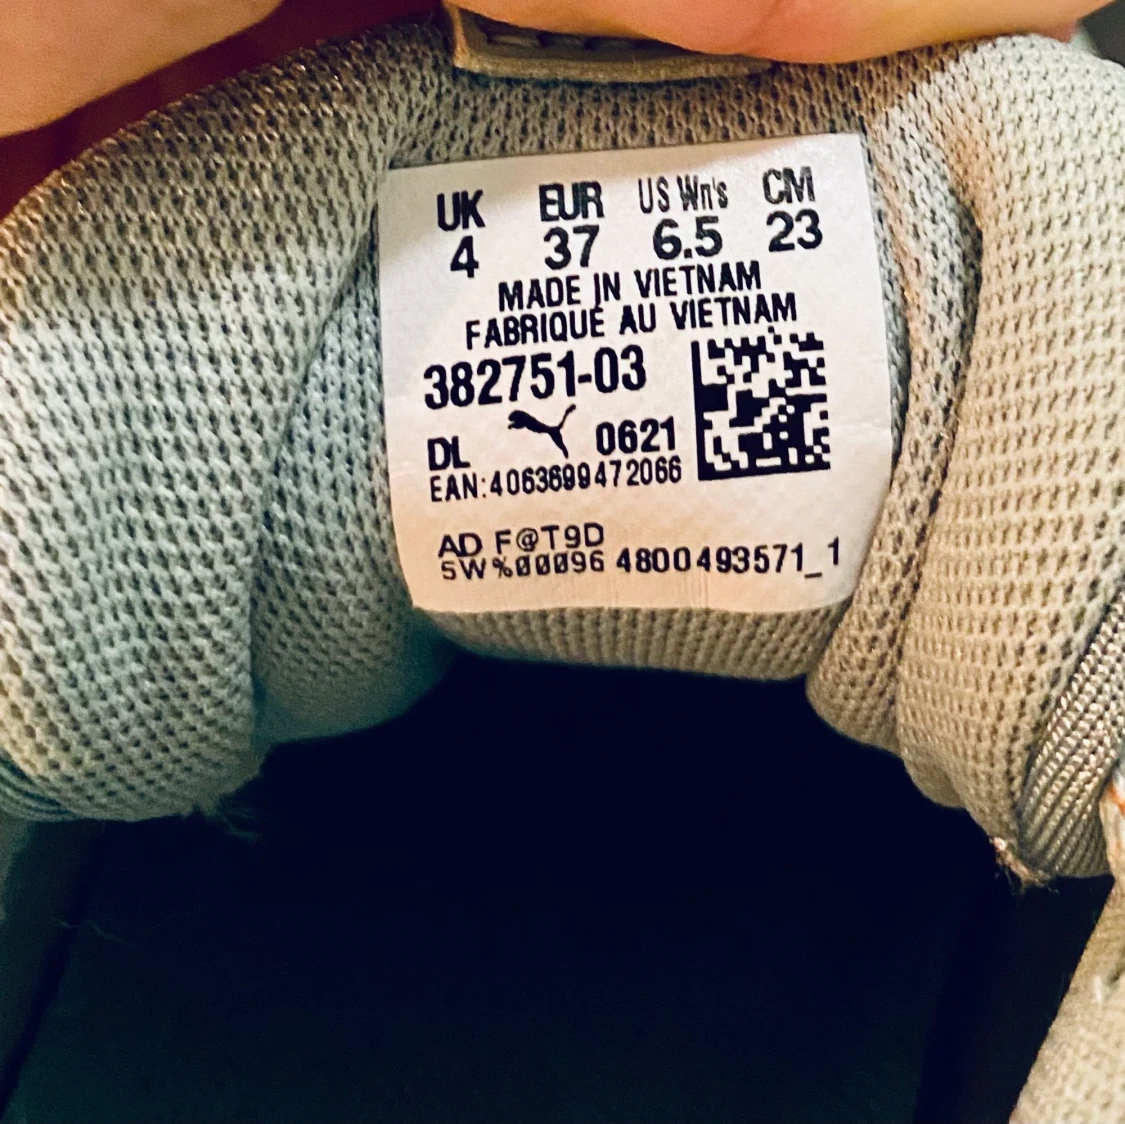 UK EUR US Wn's CM
4 37 6.5 23
MADE IN VIETNAM
FABRIQUE AU VIETNAM
382751-03
DL 0621
EAN:4063699472066
AD F@T9D
SW%00096 4800493571_1